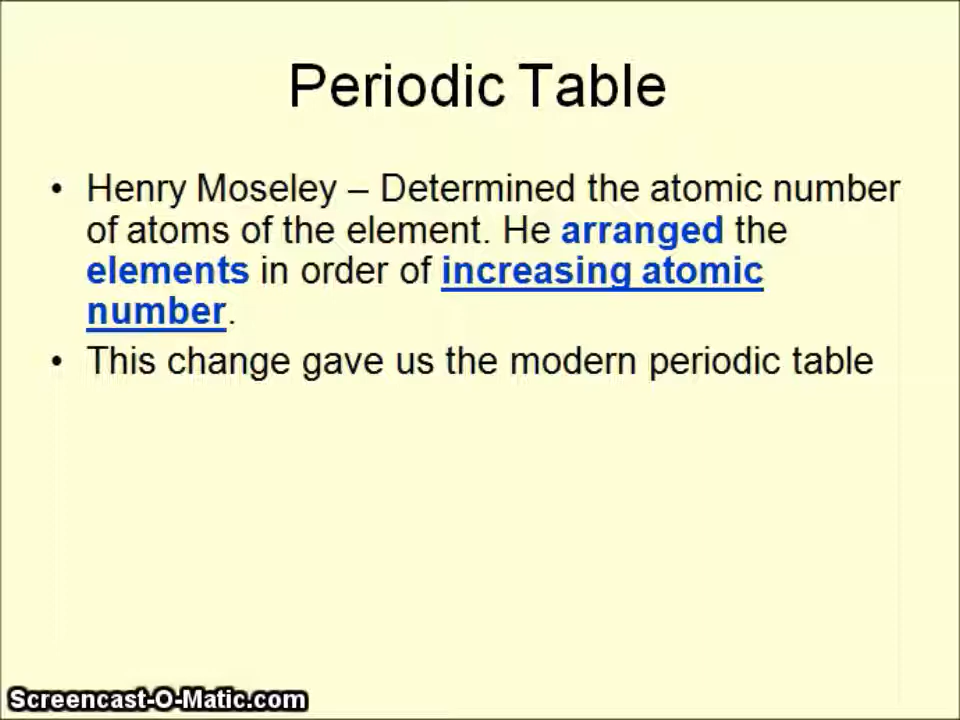 Periodic Table
• Henry Moseley – Determined the atomic number
of atoms of the element. He arranged the
elements in order of increasing atomic
number.
• This change gave us the modern periodic table
Screencast-O-Matic.com